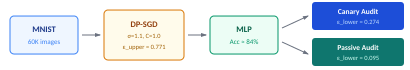 MNIST
60K images
DP-SGD
σ=1.1, C=1.0
ε_upper = 0.771
MLP
Acc = 84%
Canary Audit
ε_lower = 0.274
Passive Audit
ε_lower = 0.095